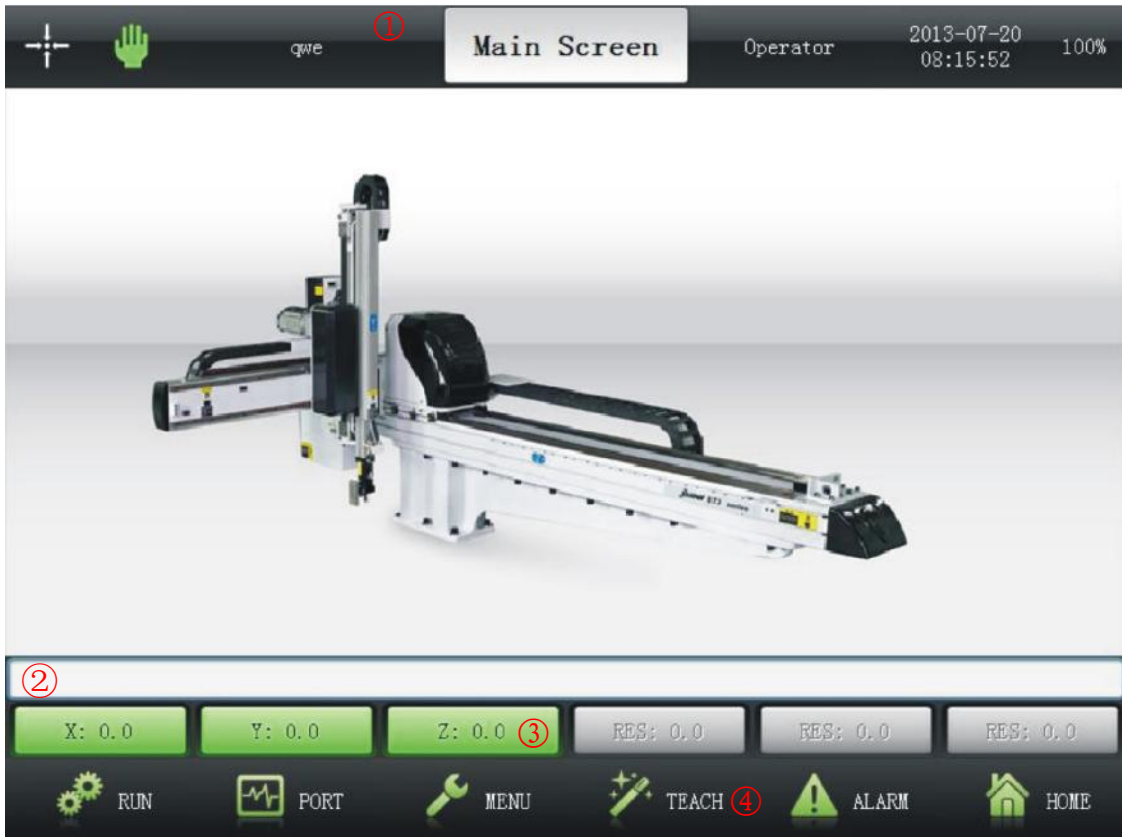 ①
qwe
Main Screen
Operator
2013-07-20
08:15:52
100%
②
X: 0.0
Y: 0.0
Z: 0.0 ③
RES: 0.0
RES: 0.0
RES: 0.0
RUN
PORT
MENU
TEACH ④
ALARM
HOME